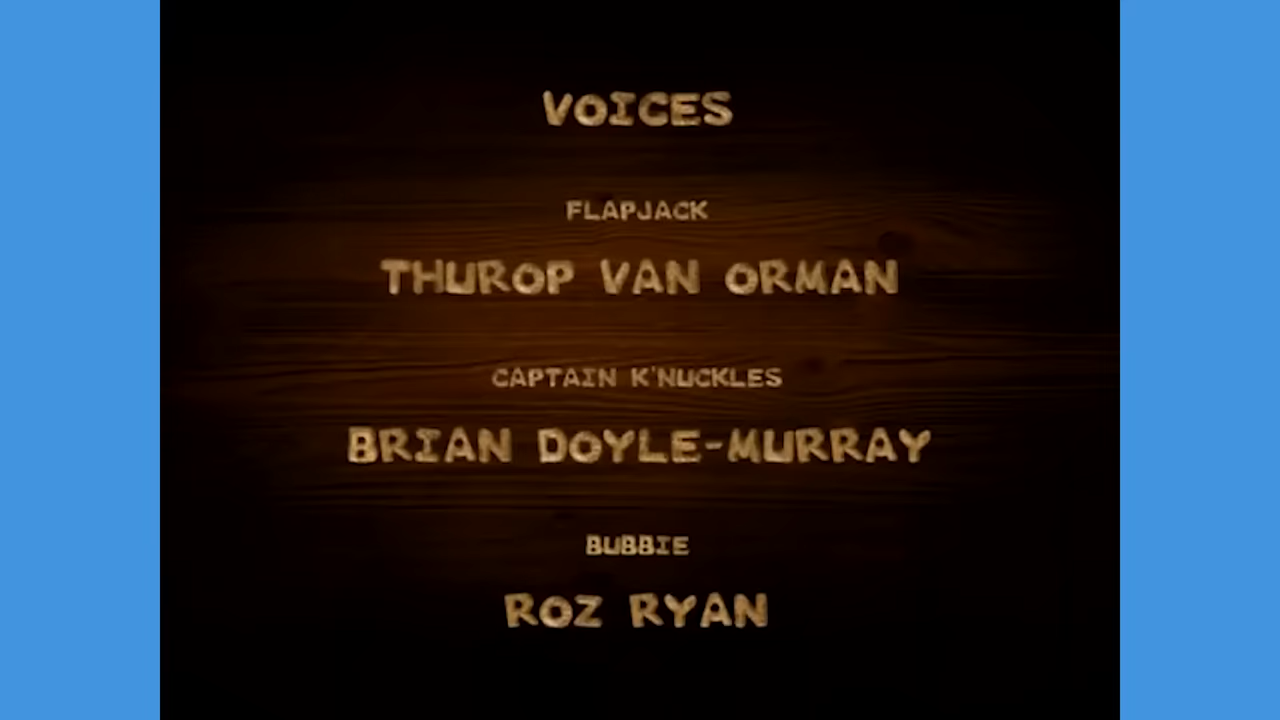 VOICES
FLAPJACK
THUROP VAN ORMAN
CAPTAIN K'NUCKLES
BRIAN DOYLE-MURRAY
BUBBIE
ROZ RYAN